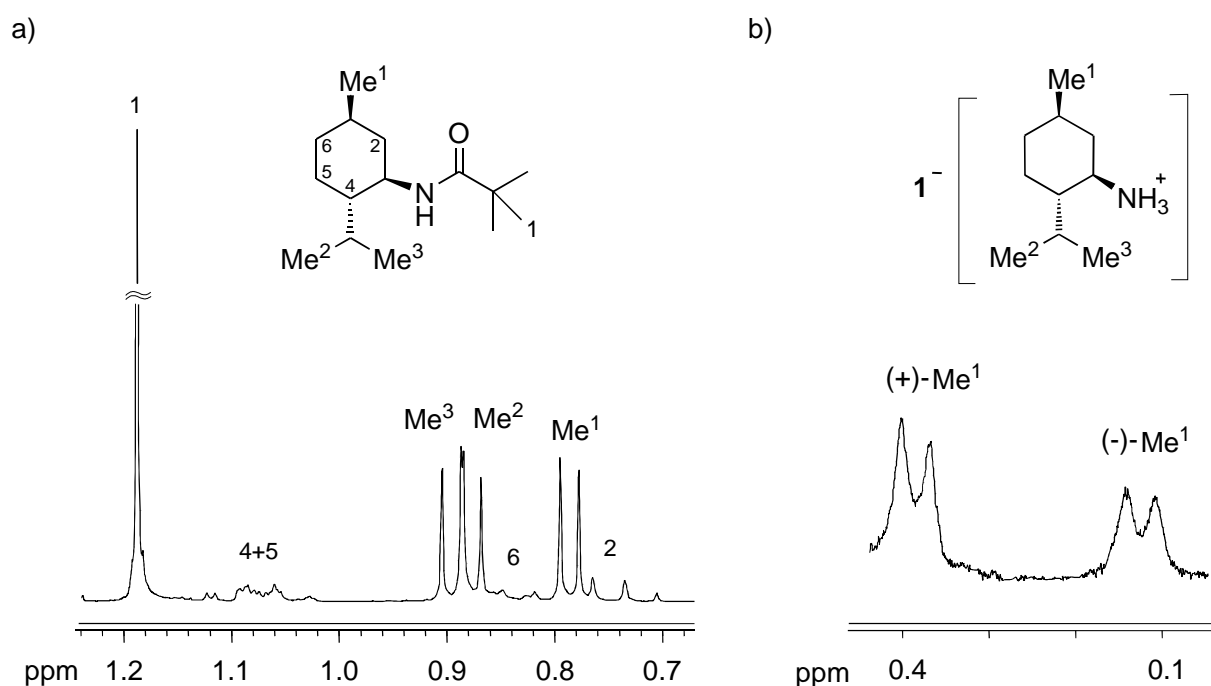 a)
Me¹
1
6
2
5
4
O
N
H
1
Me²
Me³
Me³
Me²
Me¹
4+5
6
2
ppm
1.2
1.1
1.0
0.9
0.8
0.7
b)
Me¹
1⁻
NH₃⁺
Me²
Me³
(+)-Me¹
(-)-Me¹
ppm
0.4
0.1